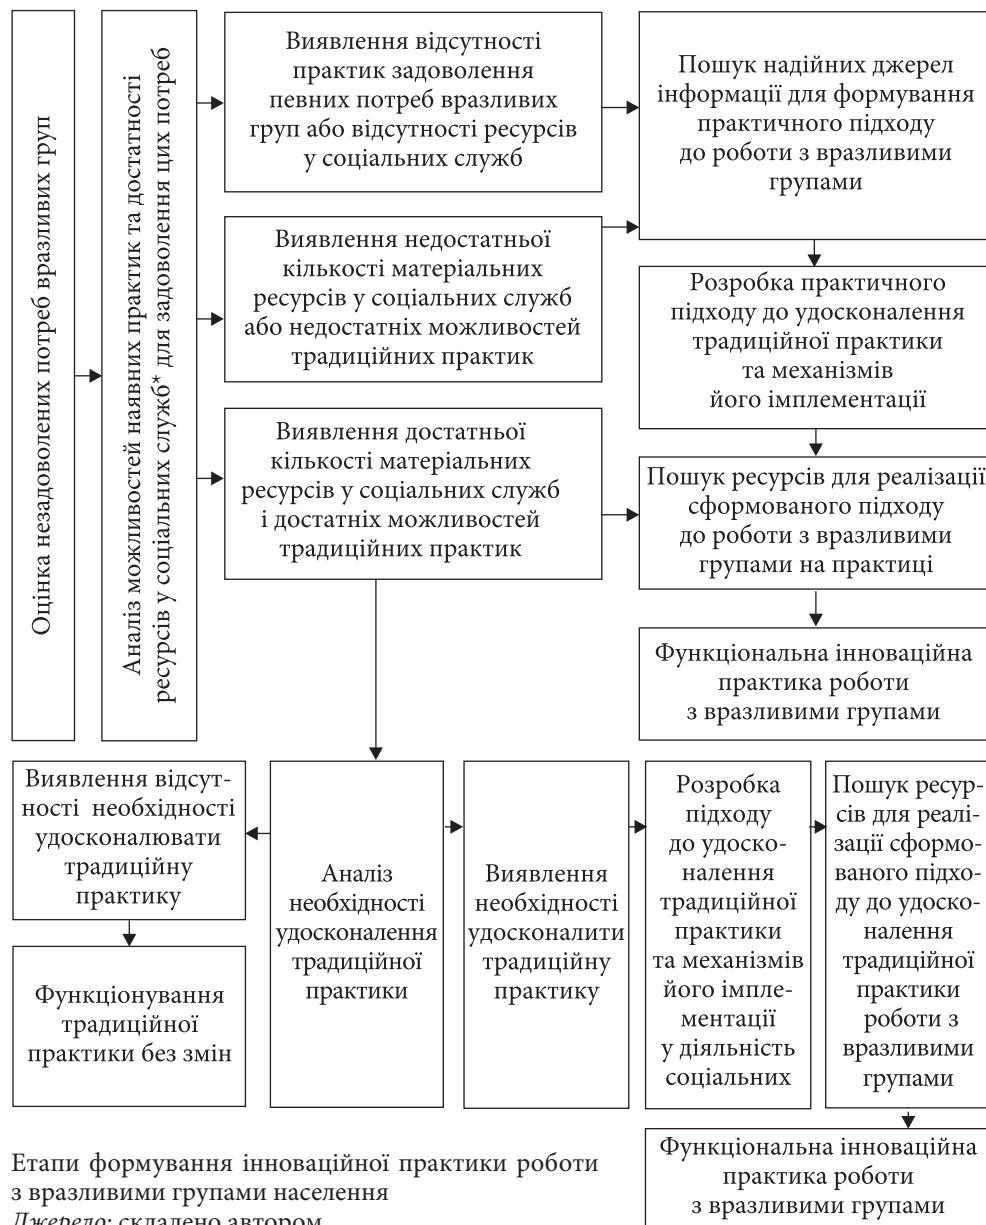 Оцінка незадоволених потреб вразливих груп
Аналіз можливостей наявних практик та достатності
ресурсів у соціальних служб* для задоволення цих потреб
Виявлення відсутності
практик задоволення
певних потреб вразливих
груп або відсутності ресурсів
у соціальних служб
Пошук надійних джерел
інформації для формування
практичного підходу
до роботи з вразливими
групами
Виявлення недостатньої
кількості матеріальних
ресурсів у соціальних служб
або недостатніх можливостей
традиційних практик
Розробка практичного
підходу до удосконалення
традиційної практики
та механізмів
його імплементації
Виявлення достатньої
кількості матеріальних
ресурсів у соціальних служб
і достатніх можливостей
традиційних практик
Пошук ресурсів для реалізації
сформованого підходу
до роботи з вразливими
групами на практиці
Функціональна інноваційна
практика роботи
з вразливими групами
Виявлення відсут-
ності необхідності
удосконалювати
традиційну
практику
Функціонування
традиційної
практики без змін
Аналіз
необхідності
удосконалення
традиційної
практики
Виявлення
необхідності
удосконалити
традиційну
практику
Розробка
підходу
до удоско-
налення
традиційної
практики
та механізмів
його імпле-
ментації
у діяльність
соціальних
Пошук ресур-
сів для реалі-
зації сформо-
ваного підхо-
ду до удоско-
налення
традиційної
практики
роботи з
вразливими
групами
Функціональна інноваційна
практика роботи
з вразливими групами
Етапи формування інноваційної практики роботи
з вразливими групами населення
Джерело: складено автором